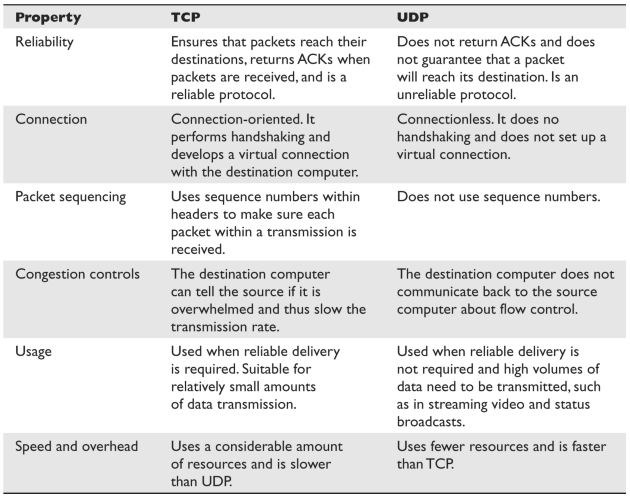 Property TCP UDP
Reliability Ensures that packets reach their Does not return ACKs and does
destinations, returns ACKs when not guarantee that a packet
packets are received, and is a will reach its destination. Is an
reliable protocol. unreliable protocol.
Connection Connection-oriented. It Connectionless. It does no
performs handshaking and handshaking and does not set up a
develops a virtual connection virtual connection.
with the destination computer.
Packet sequencing Uses sequence numbers within Does not use sequence numbers.
headers to make sure each
packet within a transmission is
received.
Congestion controls The destination computer The destination computer does not
can tell the source if it is communicate back to the source
overwhelmed and thus slow the computer about flow control.
transmission rate.
Usage Used when reliable delivery Used when reliable delivery is
is required. Suitable for not required and high volumes of
relatively small amounts data need to be transmitted, such
of data transmission. as in streaming video and status
broadcasts.
Speed and overhead Uses a considerable amount Uses fewer resources and is faster
of resources and is slower than TCP.
than UDP.